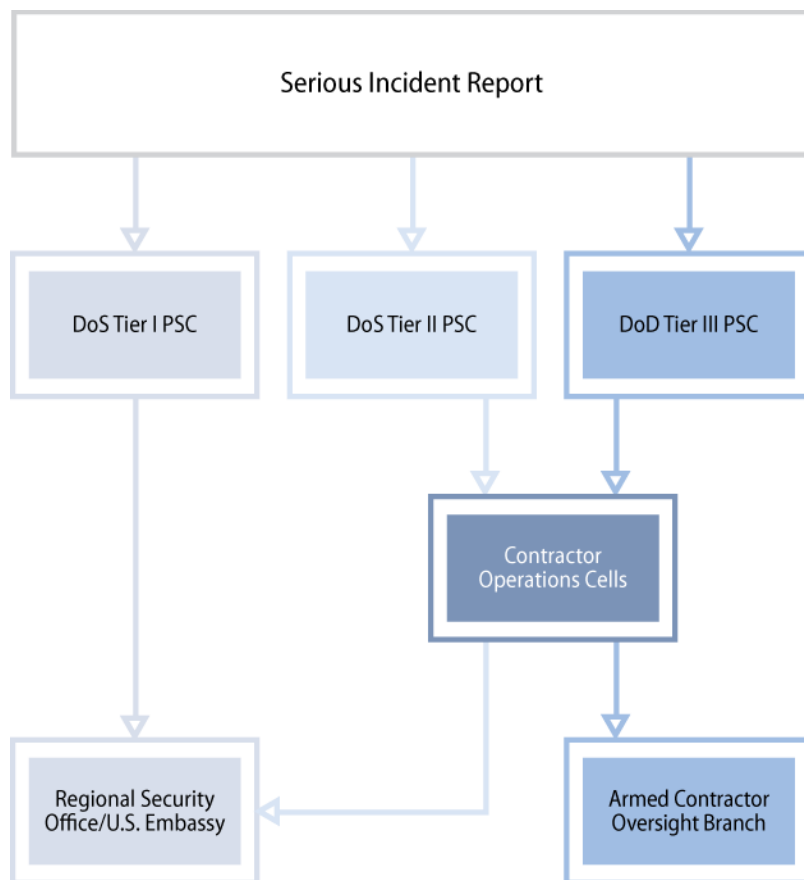 Serious Incident Report
DoS Tier I PSC
DoS Tier II PSC
DoD Tier III PSC
Contractor
Operations Cells
Regional Security
Office/U.S. Embassy
Armed Contractor
Oversight Branch